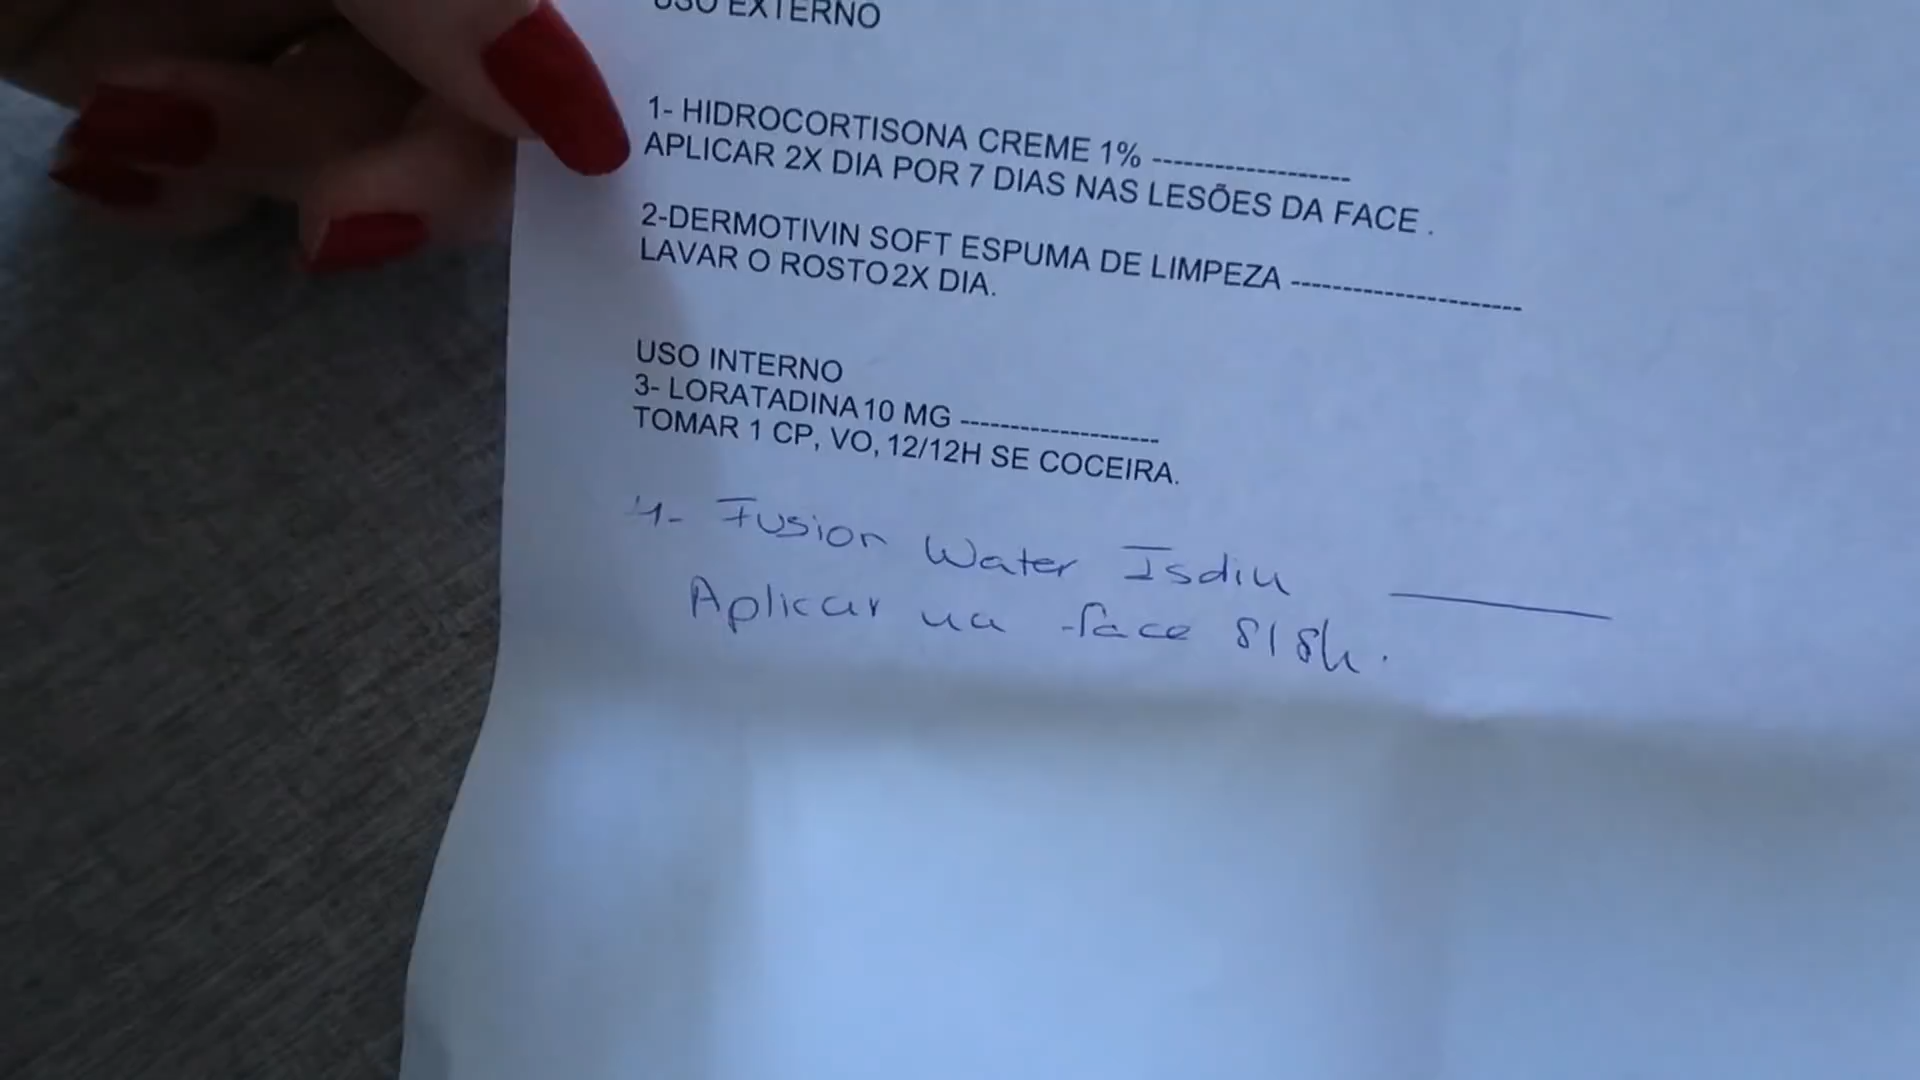 USO EXTERNO
1- HIDROCORTISONA CREME 1% -------------------
APLICAR 2X DIA POR 7 DIAS NAS LESÕES DA FACE .
2-DERMOTIVIN SOFT ESPUMA DE LIMPEZA ----------------------
LAVAR O ROSTO 2X DIA.
USO INTERNO
3- LORATADINA 10 MG -------------------
TOMAR 1 CP, VO, 12/12H SE COCEIRA.
4- Fusion Water Isdin ______
Aplicar na face 8/8h.